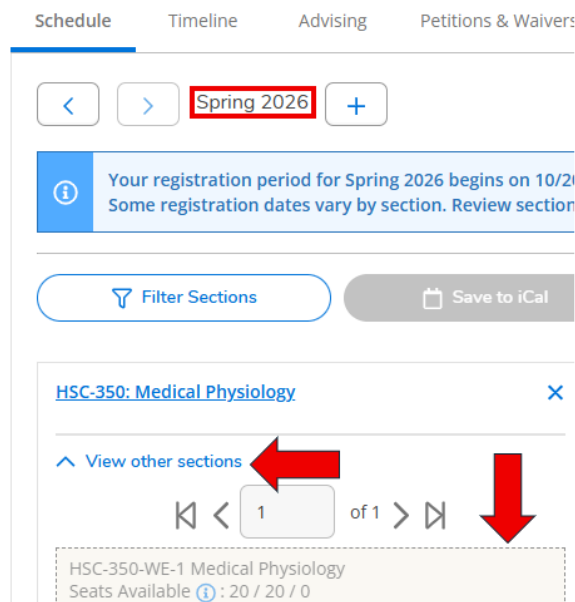 Schedule Timeline Advising Petitions & Waivers
Spring 2026
Your registration period for Spring 2026 begins on 10/20
Some registration dates vary by section. Review section
Filter Sections Save to iCal
HSC-350: Medical Physiology
View other sections
1 of 1
HSC-350-WE-1 Medical Physiology
Seats Available : 20 / 20 / 0